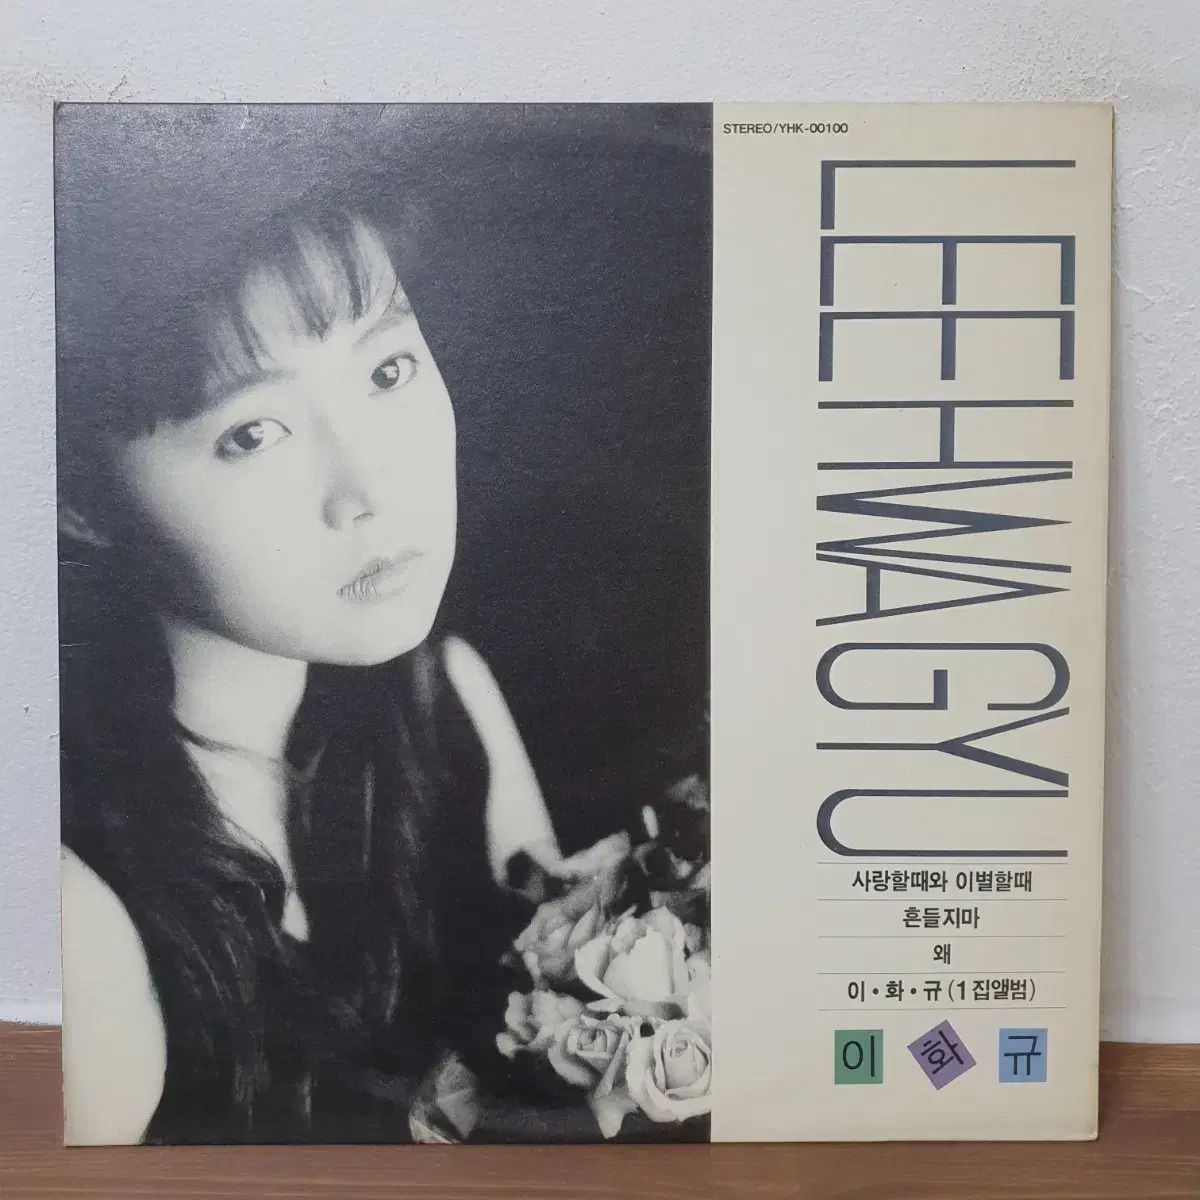 STEREO/YHK-00100
LEEHWAGYU
사랑할때와 이별할때
흔들지마
왜
이•화•규(1집앨범)
이 화 규